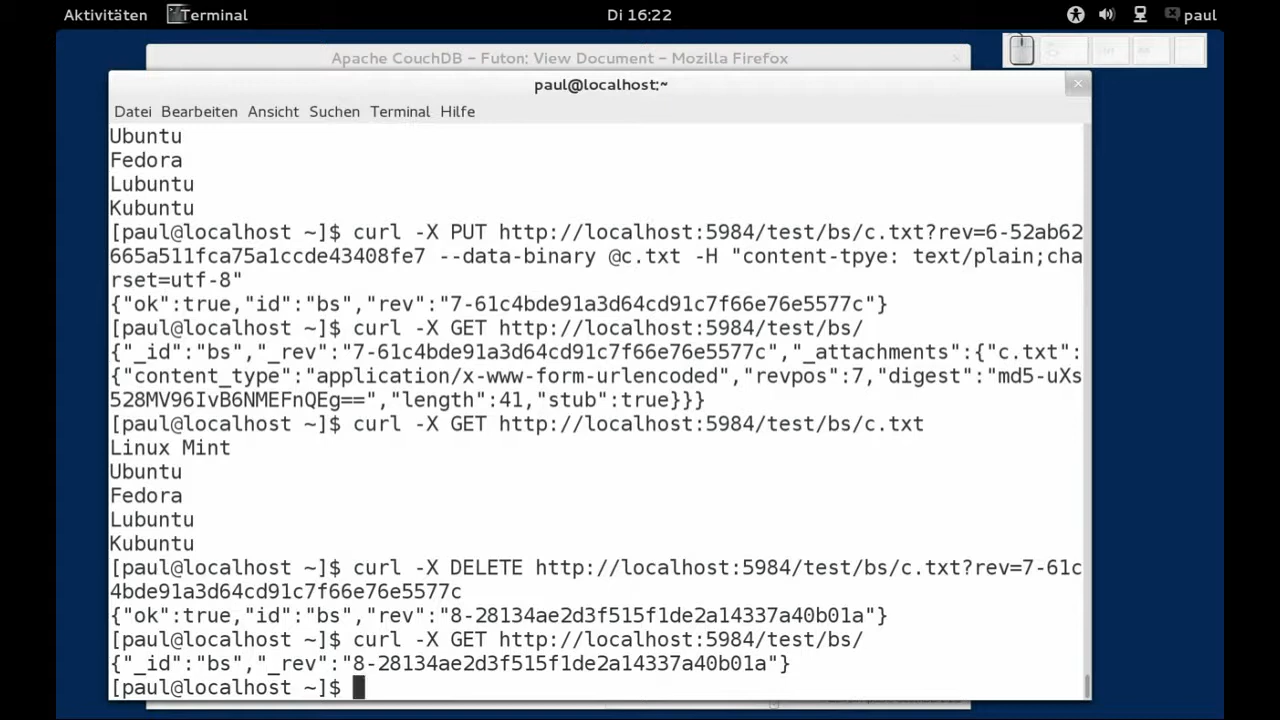 Aktivitäten Terminal Di 16:22 paul
Apache CouchDB – Futon: View Document – Mozilla Firefox
paul@localhost:~
Datei Bearbeiten Ansicht Suchen Terminal Hilfe
Ubuntu
Fedora
Lubuntu
Kubuntu
[paul@localhost ~]$ curl -X PUT http://localhost:5984/test/bs/c.txt?rev=6-52ab62
665a511fca75a1ccde43408fe7 --data-binary @c.txt -H "content-tpye: text/plain;cha
rset=utf-8"
{"ok":true,"id":"bs","rev":"7-61c4bde91a3d64cd91c7f66e76e5577c"}
[paul@localhost ~]$ curl -X GET http://localhost:5984/test/bs/
{"_id":"bs","_rev":"7-61c4bde91a3d64cd91c7f66e76e5577c","_attachments":{"c.txt":
{"content_type":"application/x-www-form-urlencoded","revpos":7,"digest":"md5-uXs
528MV96IvB6NMEFnQEg==","length":41,"stub":true}}}
[paul@localhost ~]$ curl -X GET http://localhost:5984/test/bs/c.txt
Linux Mint
Ubuntu
Fedora
Lubuntu
Kubuntu
[paul@localhost ~]$ curl -X DELETE http://localhost:5984/test/bs/c.txt?rev=7-61c
4bde91a3d64cd91c7f66e76e5577c
{"ok":true,"id":"bs","rev":"8-28134ae2d3f515f1de2a14337a40b01a"}
[paul@localhost ~]$ curl -X GET http://localhost:5984/test/bs/
{"_id":"bs","_rev":"8-28134ae2d3f515f1de2a14337a40b01a"}
[paul@localhost ~]$